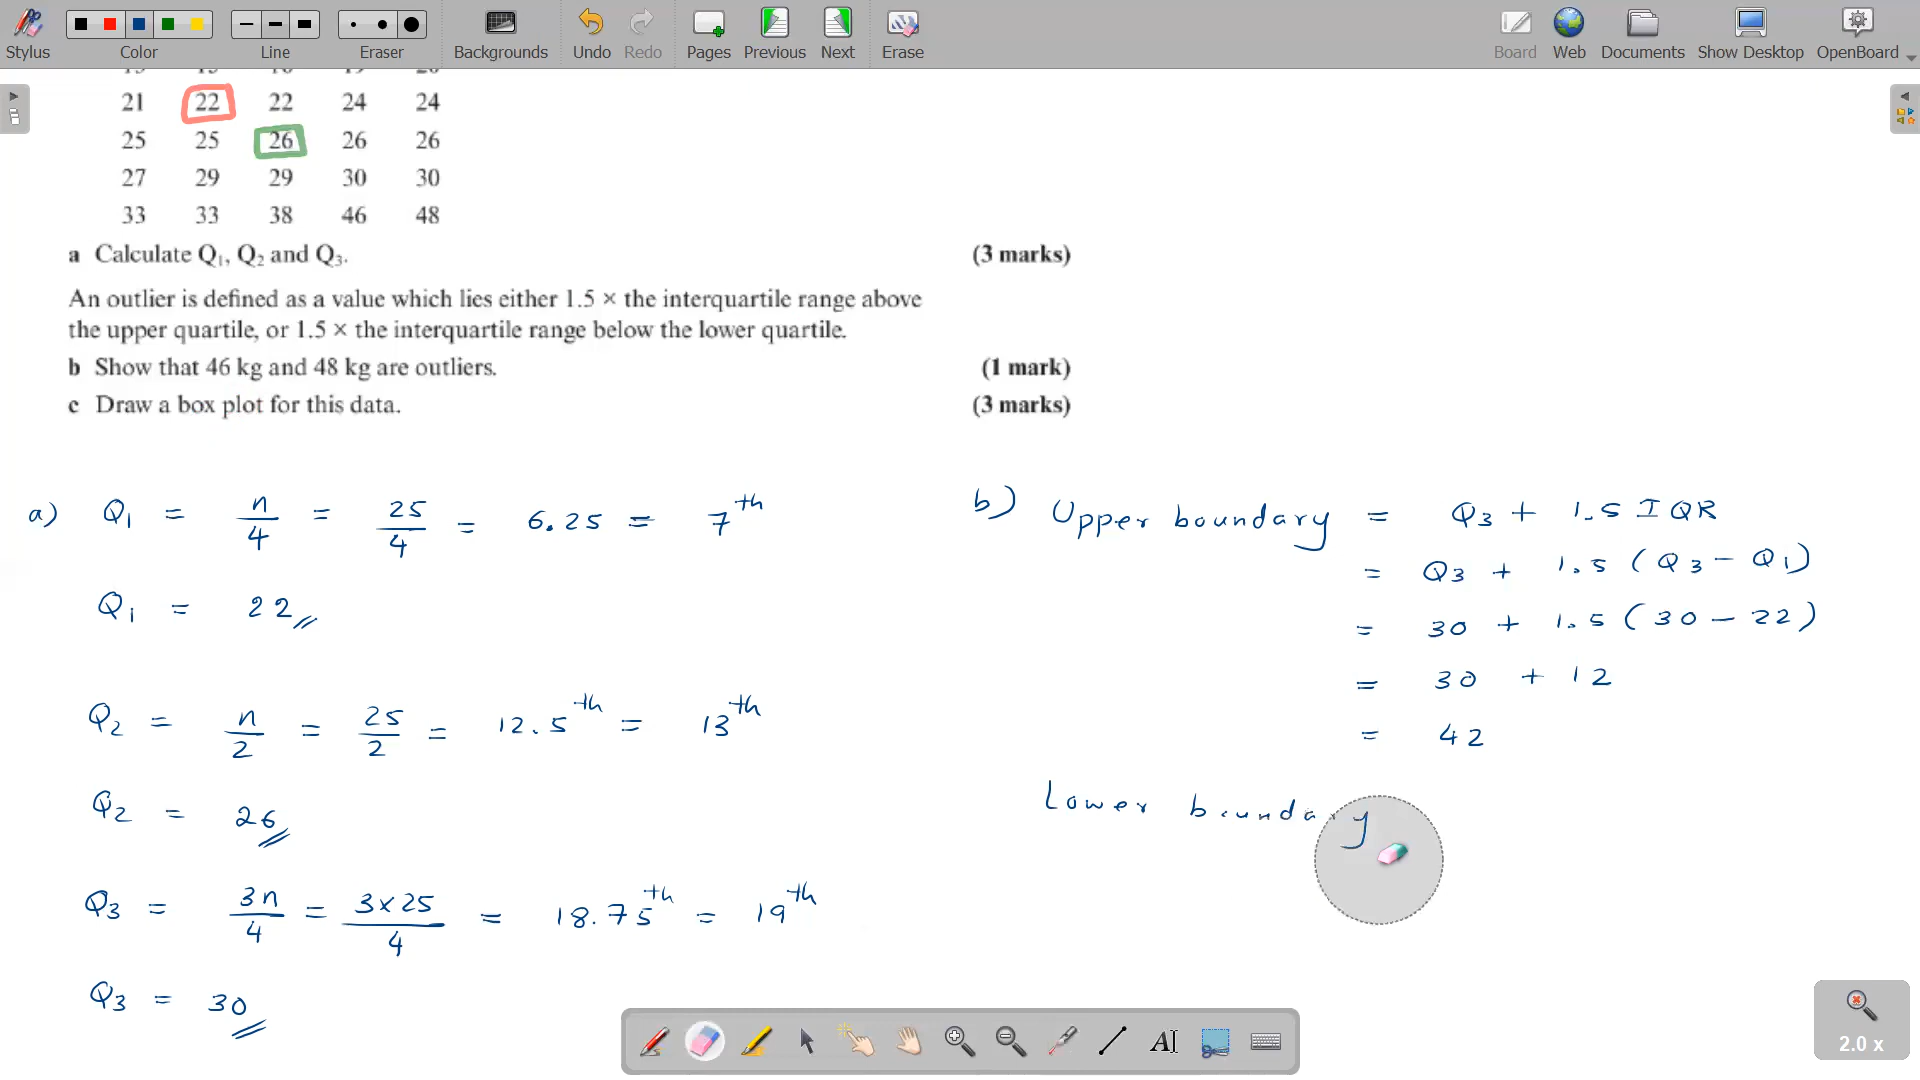 Stylus Color Line Eraser Backgrounds Undo Redo Pages Previous Next Erase Board Web Documents Show Desktop OpenBoard
21 22 22 24 24
25 25 26 26 26
27 29 29 30 30
33 33 38 46 48
a Calculate Q₁, Q₂ and Q₃. (3 marks)
An outlier is defined as a value which lies either 1.5 × the interquartile range above
the upper quartile, or 1.5 × the interquartile range below the lower quartile.
b Show that 46 kg and 48 kg are outliers. (1 mark)
c Draw a box plot for this data. (3 marks)
a) Q1 = n/4 = 25/4 = 6.25 = 7th
Q1 = 22
Q2 = n/2 = 25/2 = 12.5th = 13th
Q2 = 26
Q3 = 3n/4 = 3×25/4 = 18.75th = 19th
Q3 = 30
b) Upper boundary = Q3 + 1.5 IQR
= Q3 + 1.5 (Q3 − Q1)
= 30 + 1.5 (30 − 22)
= 30 + 12
= 42
Lower boundary
2.0 x